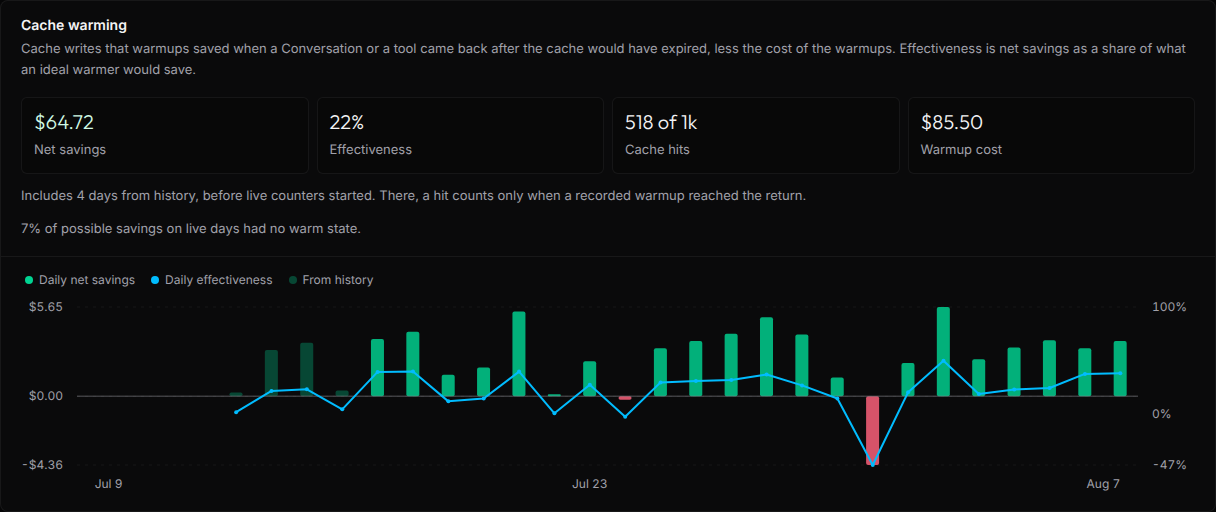 Cache warming
Cache writes that warmups saved when a Conversation or a tool came back after the cache would have expired, less the cost of the warmups. Effectiveness is net savings as a share of what
an ideal warmer would save.
$64.72
Net savings
22%
Effectiveness
518 of 1k
Cache hits
$85.50
Warmup cost
Includes 4 days from history, before live counters started. There, a hit counts only when a recorded warmup reached the return.
7% of possible savings on live days had no warm state.
Daily net savings
Daily effectiveness
From history
$5.65
100%
$0.00
0%
-$4.36
-47%
Jul 9
Jul 23
Aug 7